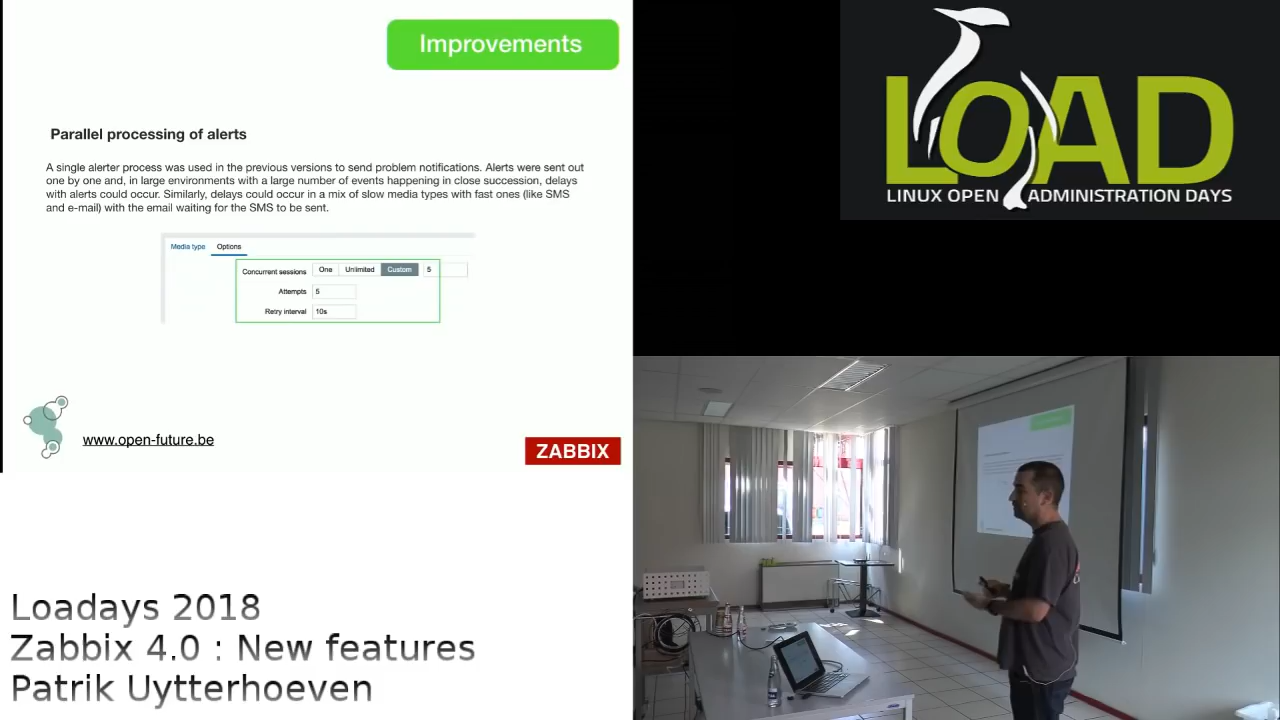 Improvements
Parallel processing of alerts
A single alerter process was used in the previous versions to send problem notifications. Alerts were sent out
one by one and, in large environments with a large number of events happening in close succession, delays
with alerts could occur. Similarly, delays could occur in a mix of slow media types with fast ones (like SMS
and e-mail) with the email waiting for the SMS to be sent.
Media type Options
Concurrent sessions One Unlimited Custom 5
Attempts 5
Retry interval 10s
www.open-future.be
ZABBIX
LOAD
LINUX OPEN ADMINISTRATION DAYS
Loadays 2018
Zabbix 4.0 : New features
Patrik Uytterhoeven